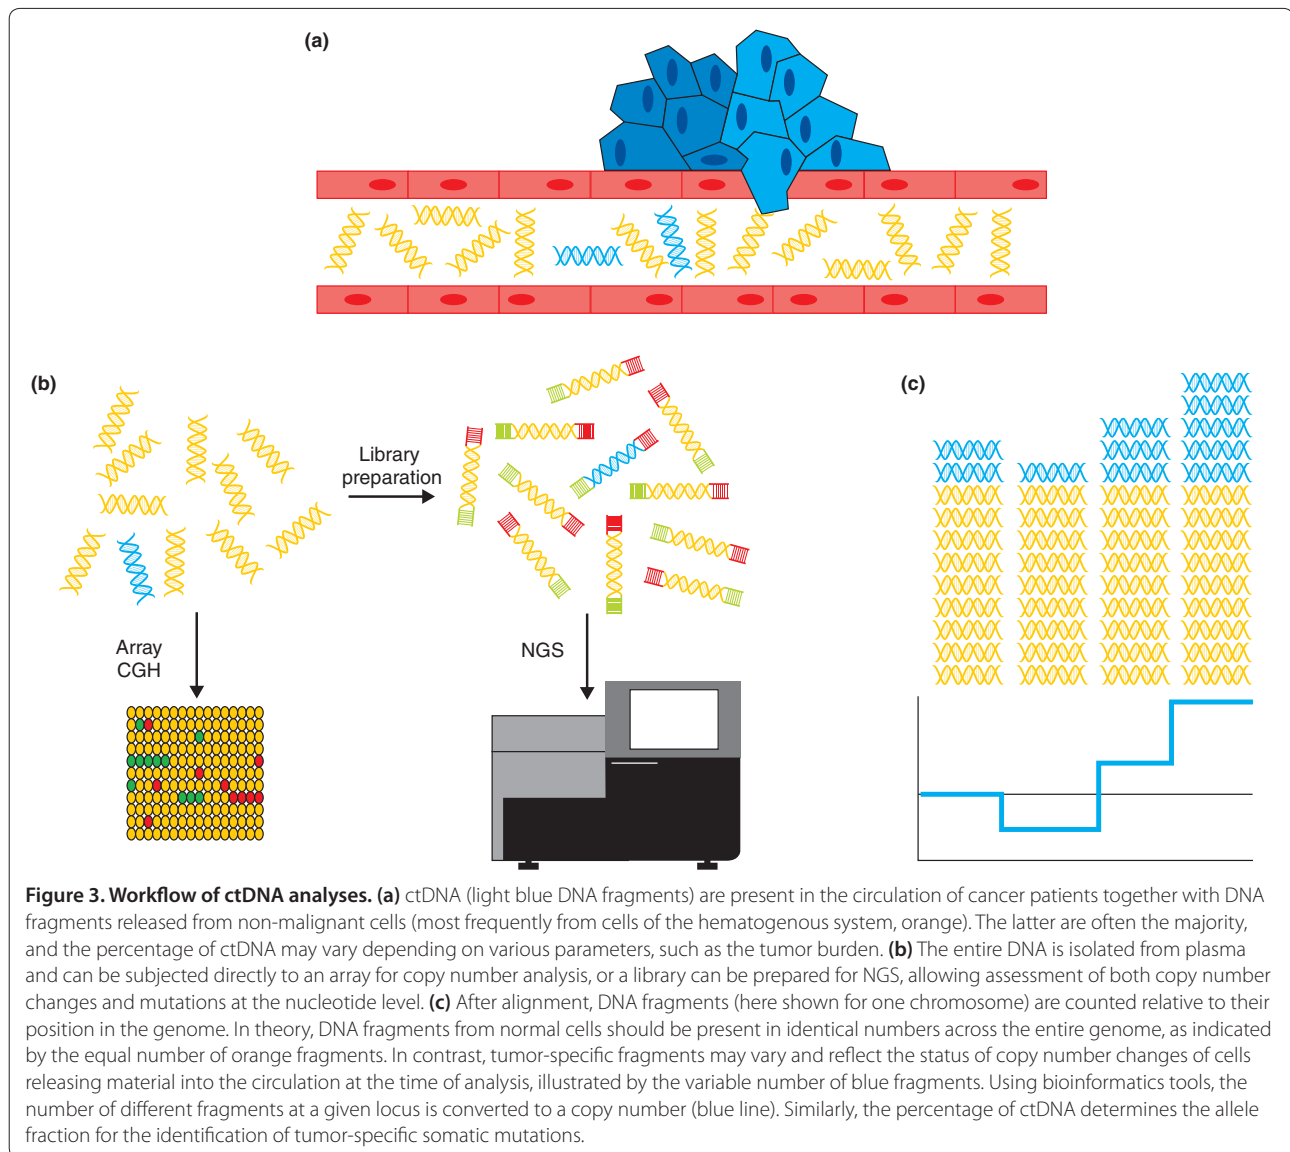 (a)
(b)
Library
preparation
Array
CGH
NGS
(c)
Figure 3. Workflow of ctDNA analyses. (a) ctDNA (light blue DNA fragments) are present in the circulation of cancer patients together with DNA
fragments released from non-malignant cells (most frequently from cells of the hematogenous system, orange). The latter are often the majority,
and the percentage of ctDNA may vary depending on various parameters, such as the tumor burden. (b) The entire DNA is isolated from plasma
and can be subjected directly to an array for copy number analysis, or a library can be prepared for NGS, allowing assessment of both copy number
changes and mutations at the nucleotide level. (c) After alignment, DNA fragments (here shown for one chromosome) are counted relative to their
position in the genome. In theory, DNA fragments from normal cells should be present in identical numbers across the entire genome, as indicated
by the equal number of orange fragments. In contrast, tumor-specific fragments may vary and reflect the status of copy number changes of cells
releasing material into the circulation at the time of analysis, illustrated by the variable number of blue fragments. Using bioinformatics tools, the
number of different fragments at a given locus is converted to a copy number (blue line). Similarly, the percentage of ctDNA determines the allele
fraction for the identification of tumor-specific somatic mutations.